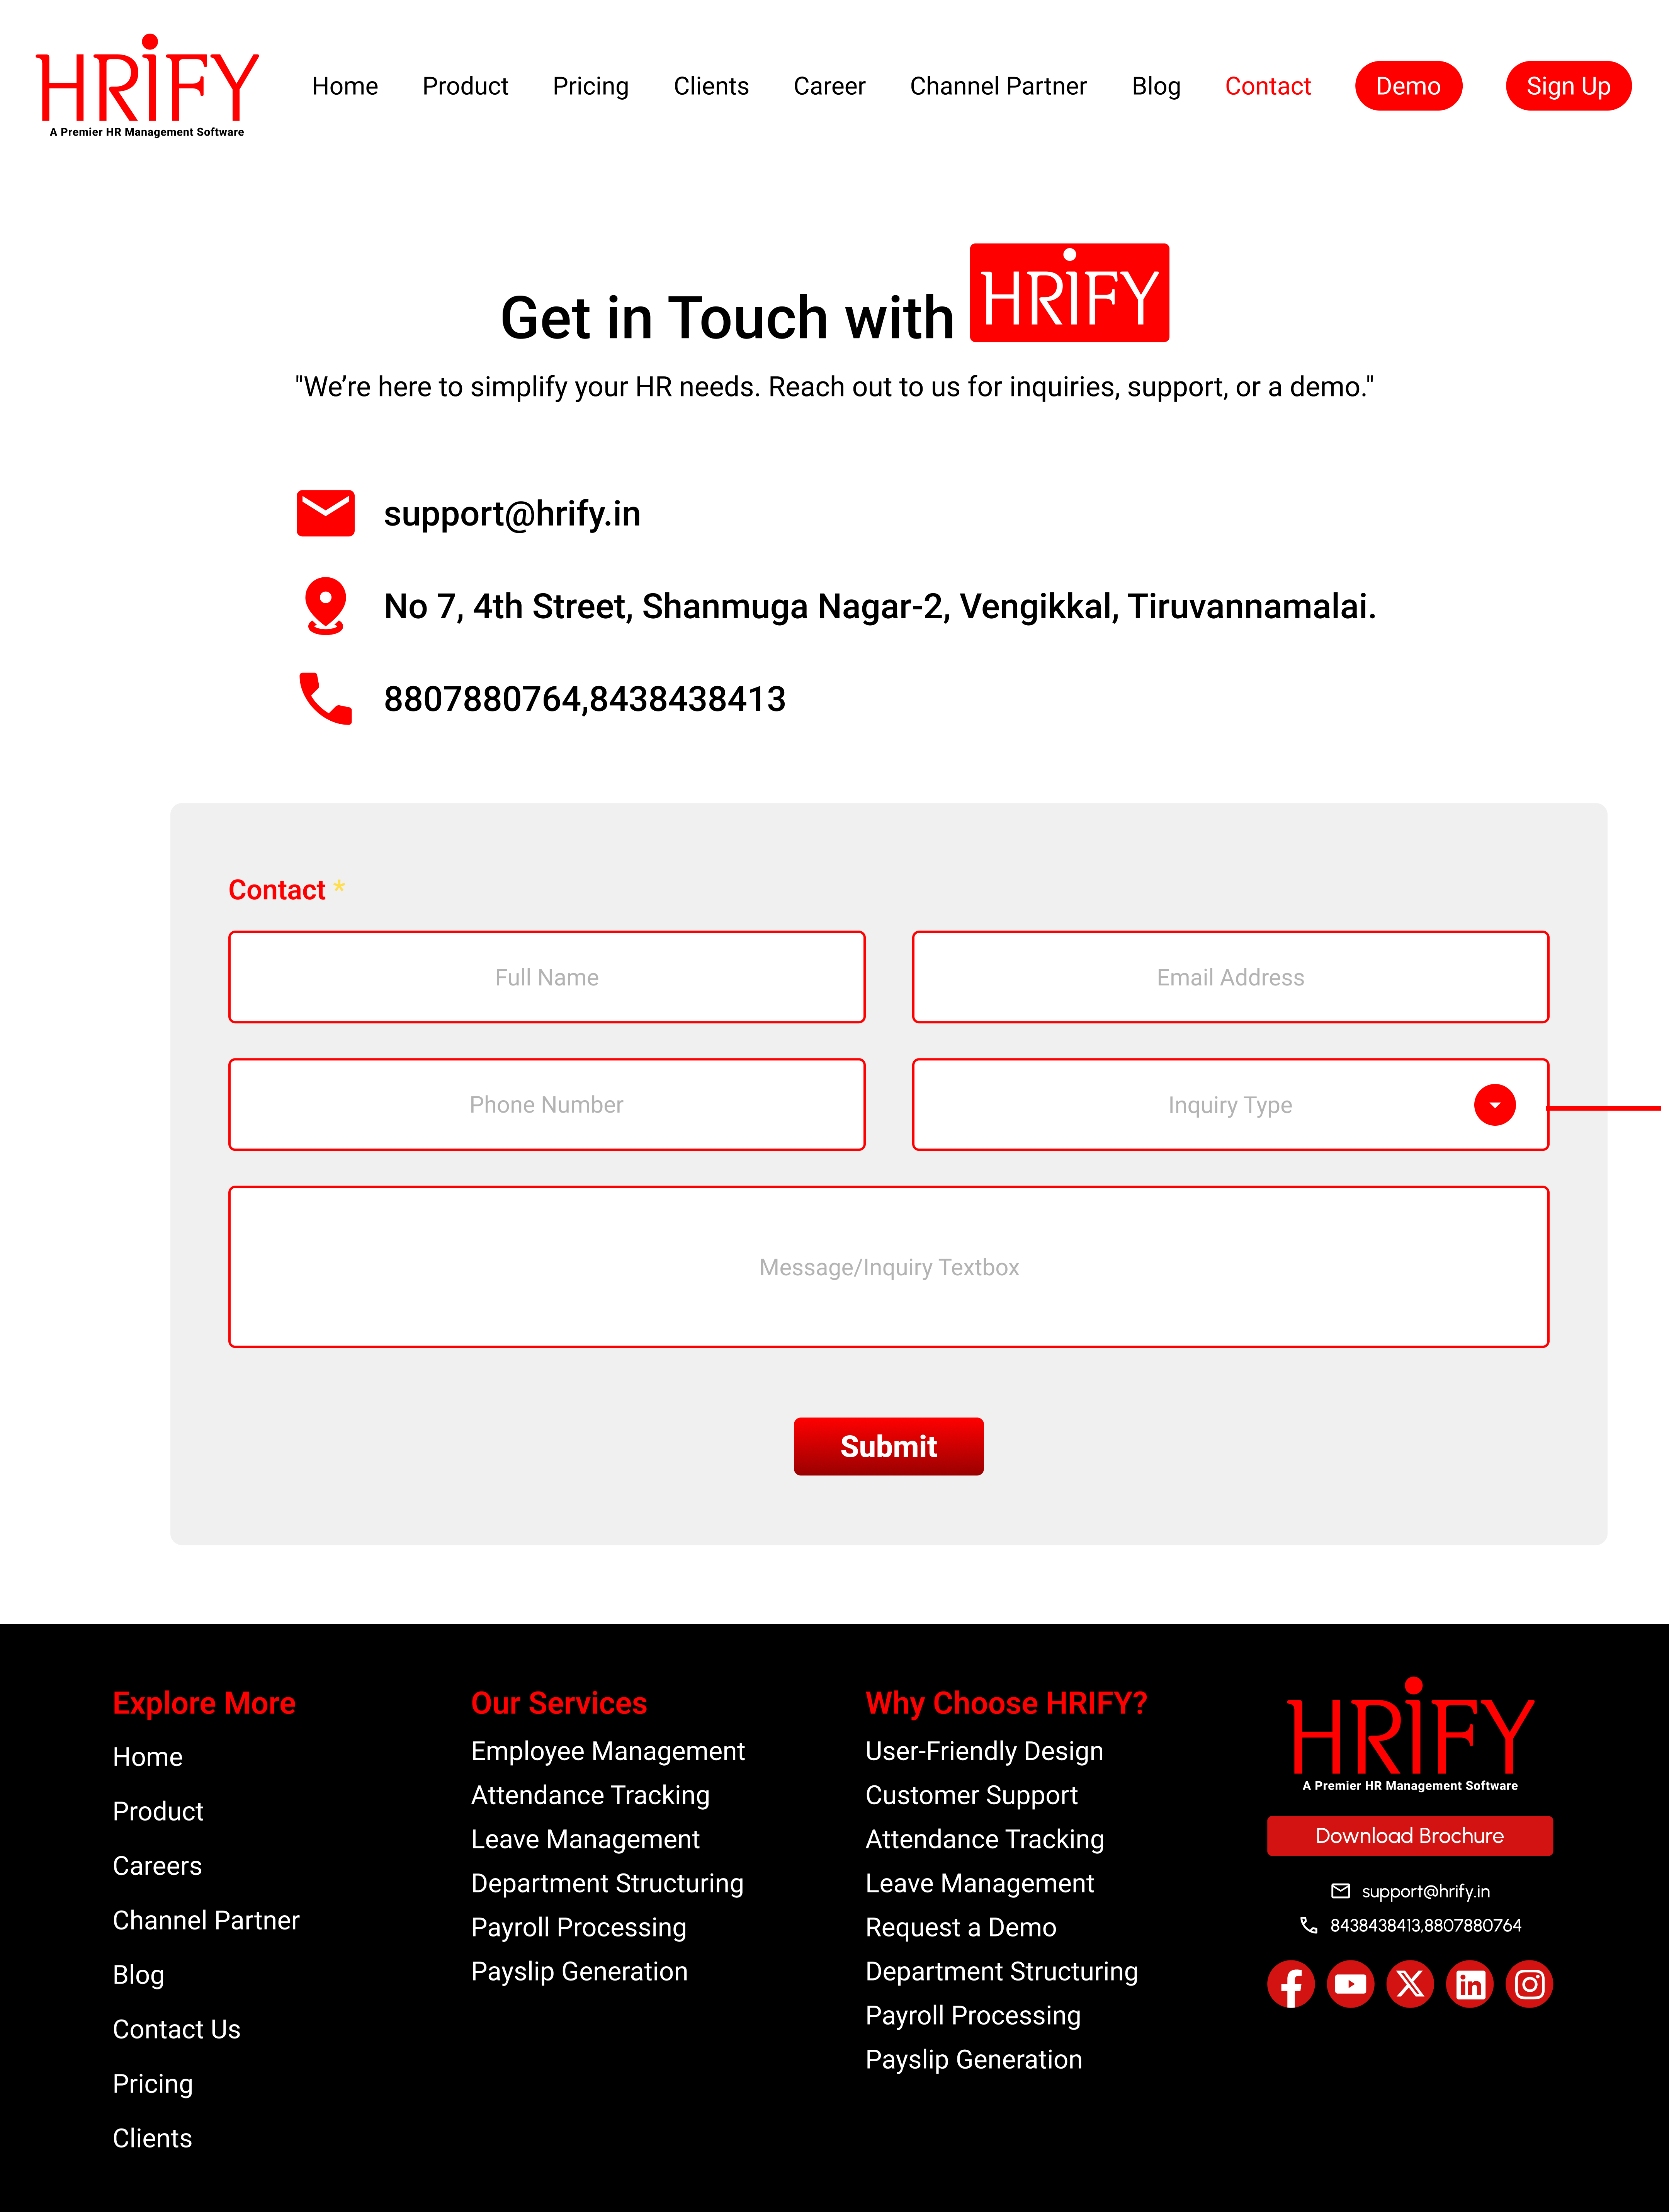 HRiFY
A Premier HR Management Software
Home Product Pricing Clients Career Channel Partner Blog Contact Demo Sign Up
Get in Touch with HRiFY
"We’re here to simplify your HR needs. Reach out to us for inquiries, support, or a demo."
support@hrify.in
No 7, 4th Street, Shanmuga Nagar-2, Vengikkal, Tiruvannamalai.
8807880764,8438438413
Contact *
Full Name
Email Address
Phone Number
Inquiry Type
Message/Inquiry Textbox
Submit
Explore More
Home
Product
Careers
Channel Partner
Blog
Contact Us
Pricing
Clients
Our Services
Employee Management
Attendance Tracking
Leave Management
Department Structuring
Payroll Processing
Payslip Generation
Why Choose HRIFY?
User-Friendly Design
Customer Support
Attendance Tracking
Leave Management
Request a Demo
Department Structuring
Payroll Processing
Payslip Generation
HRiFY
A Premier HR Management Software
Download Brochure
support@hrify.in
8438438413,8807880764